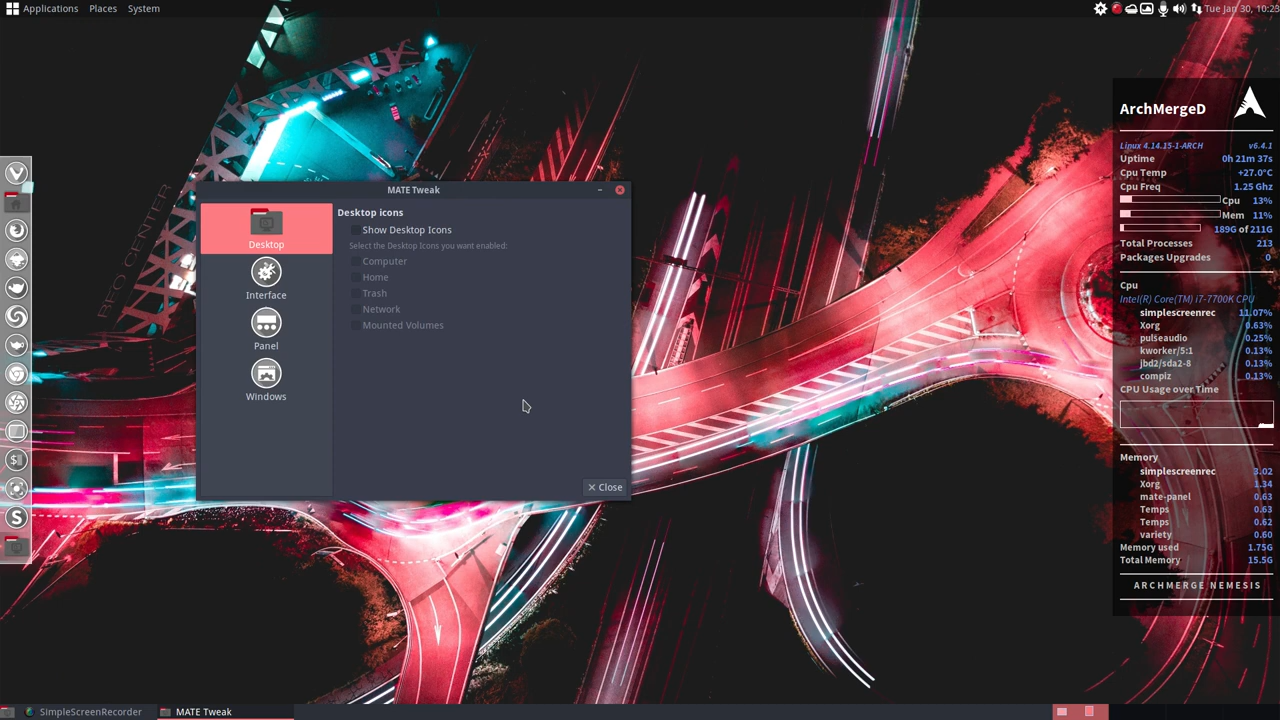 Applications Places System
Tue Jan 30, 10:23
MATE Tweak
Desktop
Interface
Panel
Windows
Desktop icons
Show Desktop Icons
Select the Desktop Icons you want enabled:
Computer
Home
Trash
Network
Mounted Volumes
Close
BEO CENTER
ArchMergeD
Linux 4.14.15-1-ARCH v6.4.1
Uptime 0h 21m 37s
Cpu Temp +27.0°C
Cpu Freq 1.25 Ghz
Cpu 13%
Mem 11%
189G of 211G
Total Processes 213
Packages Upgrades 0
Cpu
Intel(R) Core(TM) i7-7700K CPU
simplescreenrec 11.07%
Xorg 0.63%
pulseaudio 0.25%
kworker/5:1 0.13%
jbd2/sda2-8 0.13%
compiz 0.13%
CPU Usage over Time
Memory
simplescreenrec 3.02
Xorg 1.34
mate-panel 0.63
Temps 0.63
Temps 0.62
variety 0.60
Memory used 1.75G
Total Memory 15.5G
ARCHMERGE NEMESIS
SimpleScreenRecorder
MATE Tweak